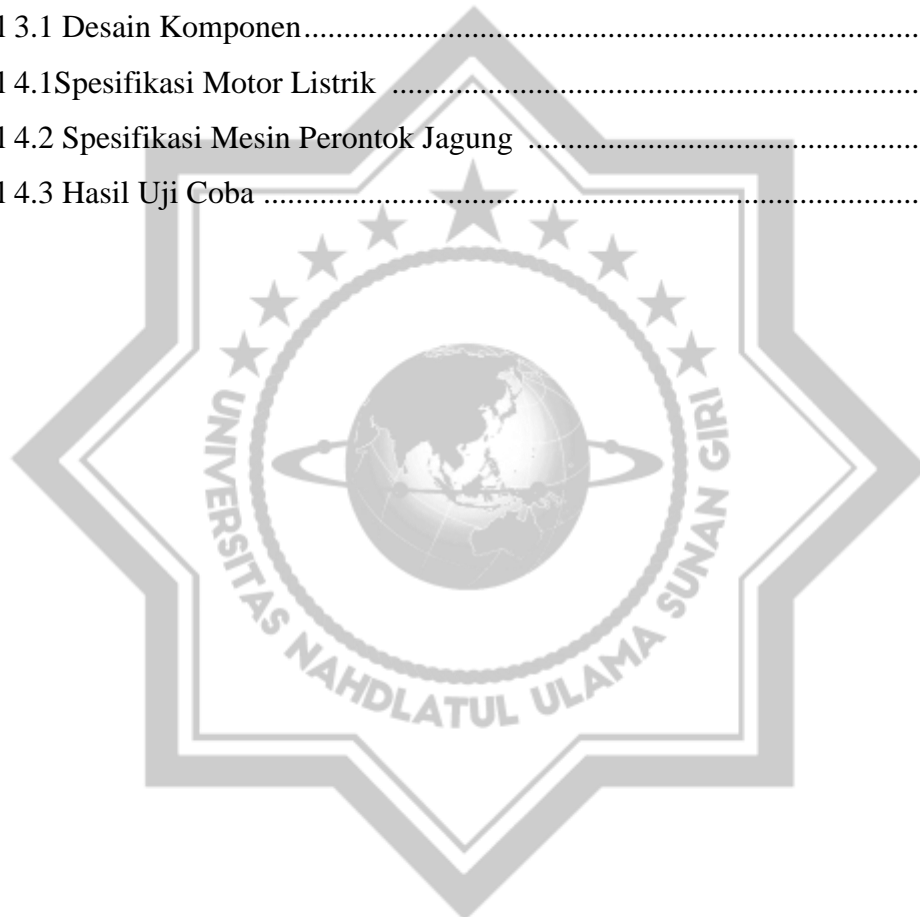 l 3.1 Desain Komponen
l 4.1Spesifikasi Motor Listrik
l 4.2 Spesifikasi Mesin Perontok Jagung
l 4.3 Hasil Uji Coba
UNIVERSITAS NAHDLATUL ULAMA SUNAN GIRI